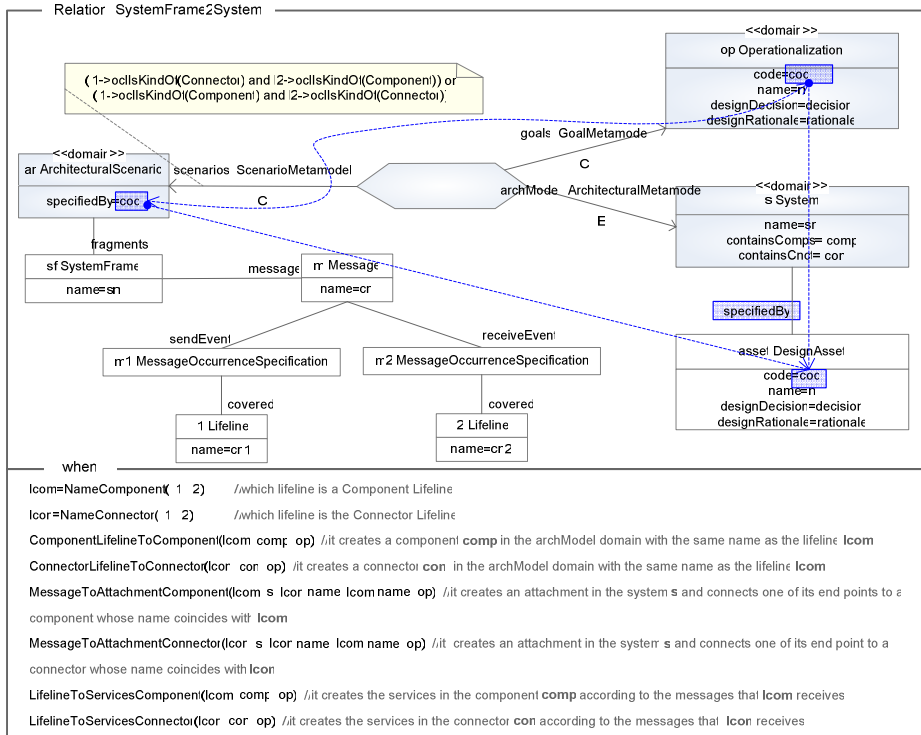 Relation SystemFrame2System
<<domain>>
op Operationalization
code=coc
name=n
designDecision=decision
designRationale=rationale
(1->oclIsKindOf(Connector) and l2->oclIsKindOf(Component)) or
(1->oclIsKindOf(Component) and l2->oclIsKindOf(Connector)
goals GoalMetamode
C
<<domain>>
ar ArchitecturalScenaric
specifiedBy=coc
scenarios ScenarioMetamodel
C
archMode ArchitecturalMetamode
E
<<domain>>
s System
name=sr
containsComps= comp
containsCnct= cor
fragments
sf SystemFrame
name=sn
message
m Message
name=cr
specifiedBy
sendEvent
receiveEvent
m1 MessageOccurrenceSpecification
m2 MessageOccurrenceSpecification
asset DesignAsset
code=coc
name=n
designDecision=decision
designRationale=rationale
covered
covered
1 Lifeline
name=cr1
2 Lifeline
name=cr2
when
lcom=NameComponent( 1 2) //which lifeline is a Component Lifeline
lcor=NameConnector( 1 2) //which lifeline is the Connector Lifeline
ComponentLifelineToComponent(lcom comp op) //it creates a component comp in the archModel domain with the same name as the lifeline lcom
ConnectorLifelineToConnector(lcor con op) //it creates a connector con in the archModel domain with the same name as the lifeline lcom
MessageToAttachmentComponent(lcom s lcor name lcom name op) //it creates an attachment in the system s and connects one of its end points to a
component whose name coincides with lcom
MessageToAttachmentConnector(lcor s lcor name lcom name op) //it creates an attachment in the system s and connects one of its end point to a
connector whose name coincides with lcon
LifelineToServicesComponent(lcom comp op) //it creates the services in the component comp according to the messages that lcom receives
LifelineToServicesConnector(lcor cor op) //it creates the services in the connector con according to the messages that lcon receives